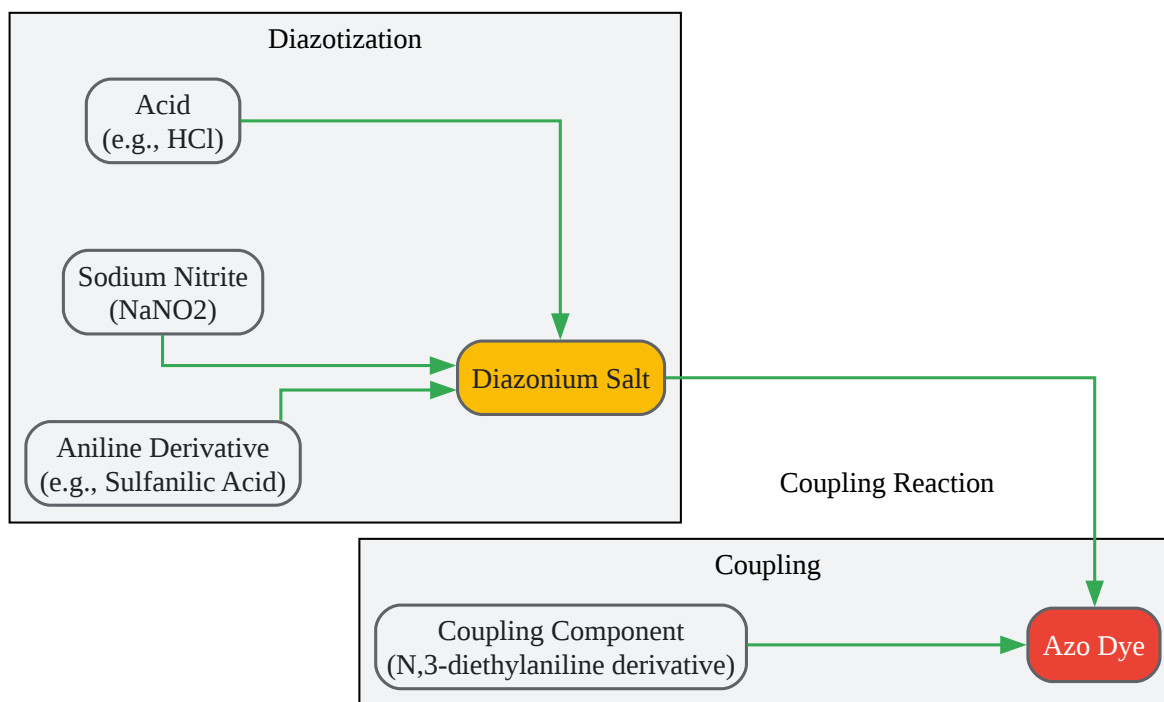 Diazotization
Acid
(e.g., HCl)
Sodium Nitrite
(NaNO2)
Diazonium Salt
Aniline Derivative
(e.g., Sulfanilic Acid)
Coupling Reaction
Coupling
Coupling Component
(N,3-diethylaniline derivative)
Azo Dye